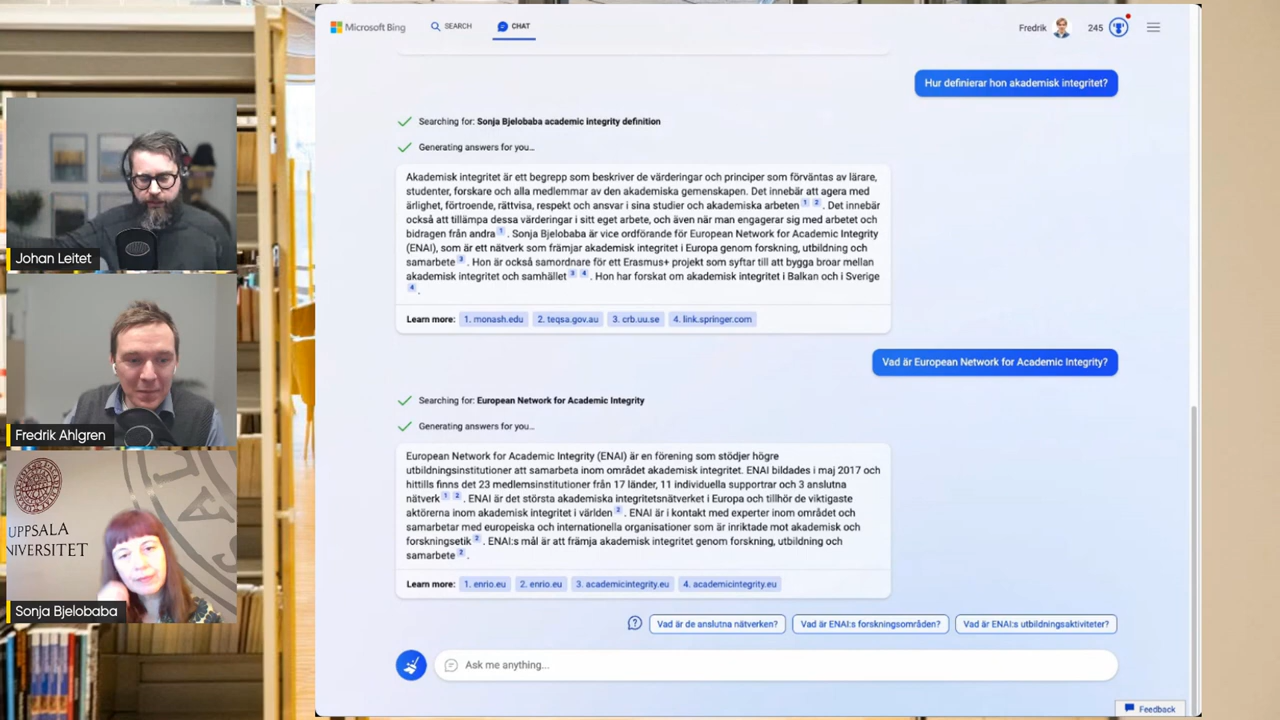 Microsoft Bing
SEARCH
CHAT
Fredrik
245
Hur definierar hon akademisk integritet?
Searching for: Sonja Bjelobaba academic integrity definition
Generating answers for you...
Akademisk integritet är ett begrepp som beskriver de värderingar och principer som förväntas av lärare,
studenter, forskare och alla medlemmar av den akademiska gemenskapen. Det innebär att agera med
ärlighet, förtroende, rättvisa, respekt och ansvar i sina studier och akademiska arbeten 1 2 . Det innebär
också att tillämpa dessa värderingar i sitt eget arbete, och även när man engagerar sig med arbetet och
bidragen från andra 1 . Sonja Bjelobaba är vice ordförande för European Network for Academic Integrity
(ENAI), som är ett nätverk som främjar akademisk integritet i Europa genom forskning, utbildning och
samarbete 3 . Hon är också samordnare för ett Erasmus+ projekt som syftar till att bygga broar mellan
akademisk integritet och samhället 3 4 . Hon har forskat om akademisk integritet i Balkan och i Sverige
4 .
Learn more: 1. monash.edu 2. teqsa.gov.au 3. crb.uu.se 4. link.springer.com
Vad är European Network for Academic Integrity?
Searching for: European Network for Academic Integrity
Generating answers for you...
European Network for Academic Integrity (ENAI) är en förening som stödjer högre
utbildningsinstitutioner att samarbeta inom området akademisk integritet. ENAI bildades i maj 2017 och
hittills finns det 23 medlemsinstitutioner från 17 länder, 11 individuella supportrar och 3 anslutna
nätverk 1 2 . ENAI är det största akademiska integritetsnätverket i Europa och tillhör de viktigaste
aktörerna inom akademisk integritet i världen 2 . ENAI är i kontakt med experter inom området och
samarbetar med europeiska och internationella organisationer som är inriktade mot akademisk och
forskningsetik 2 . ENAI:s mål är att främja akademisk integritet genom forskning, utbildning och
samarbete 2 .
Learn more: 1. enrio.eu 2. enrio.eu 3. academicintegrity.eu 4. academicintegrity.eu
Vad är de anslutna nätverken?
Vad är ENAI:s forskningsområden?
Vad är ENAI:s utbildningsaktiviteter?
Ask me anything...
Feedback
Johan Leitet
Fredrik Ahlgren
UPPSALA
UNIVERSITET
Sonja Bjelobaba